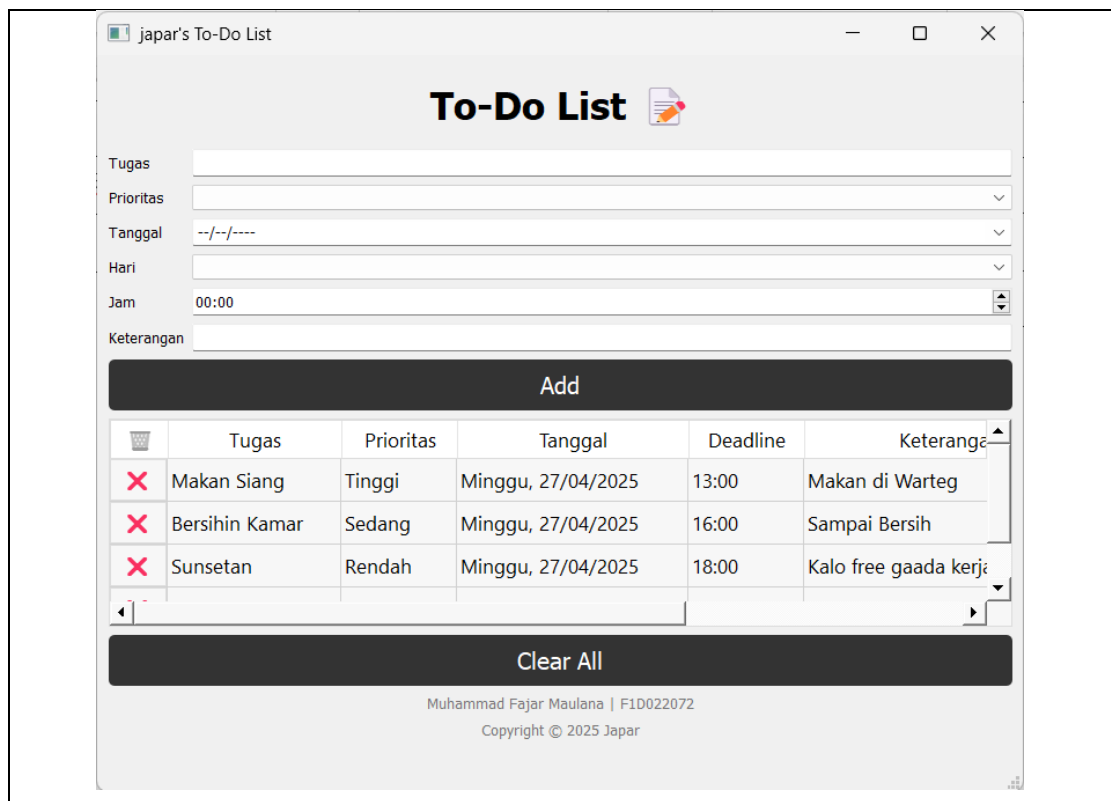 japar's To-Do List
To-Do List
Tugas
Prioritas
Tanggal --/--/----
Hari
Jam 00:00
Keterangan
Add
Tugas Prioritas Tanggal Deadline Keteranga
Makan Siang Tinggi Minggu, 27/04/2025 13:00 Makan di Warteg
Bersihin Kamar Sedang Minggu, 27/04/2025 16:00 Sampai Bersih
Sunsetan Rendah Minggu, 27/04/2025 18:00 Kalo free gaada kerja
Clear All
Muhammad Fajar Maulana | F1D022072
Copyright © 2025 Japar